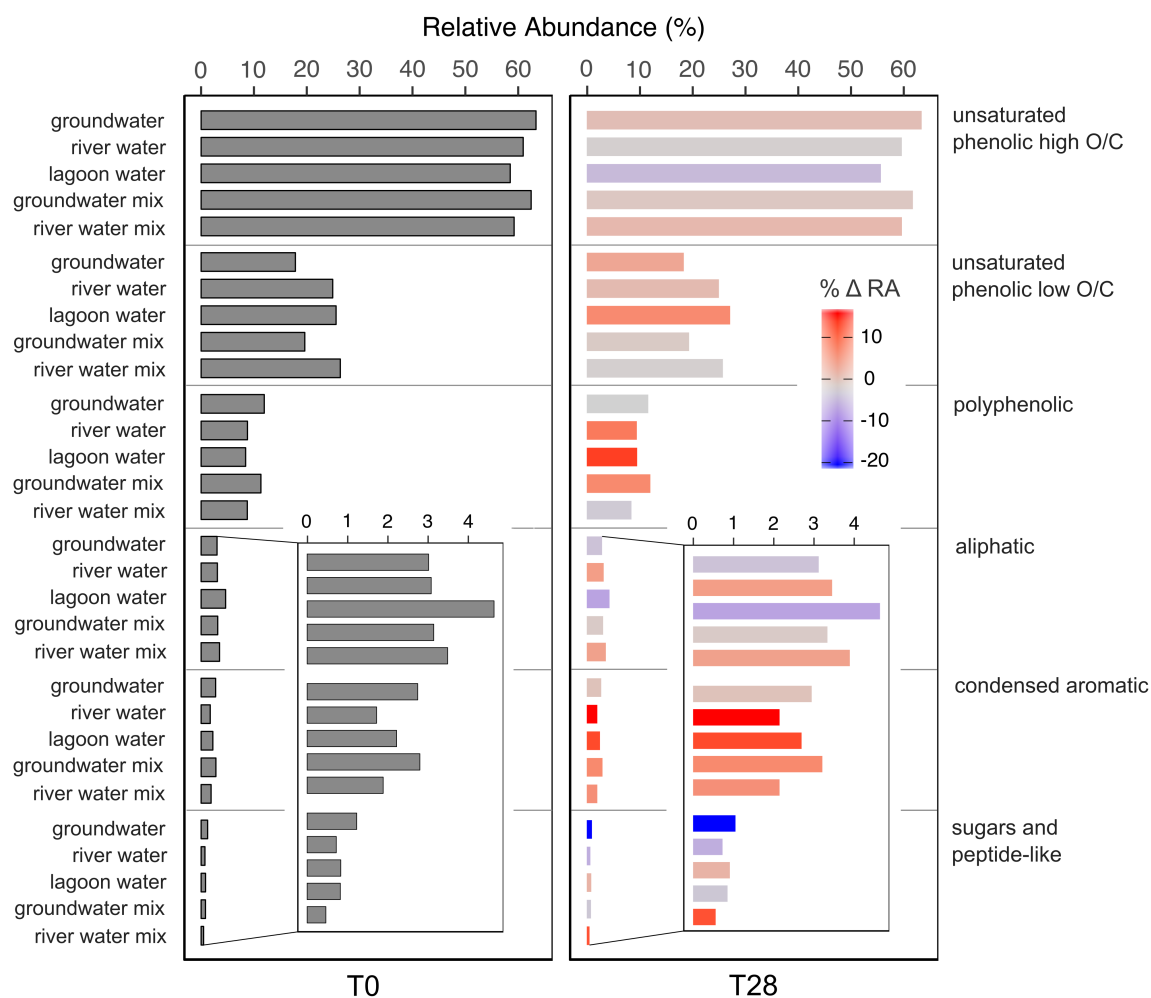 Relative Abundance (%)
0 10 20 30 40 50 60 0 10 20 30 40 50 60
groundwater
river water
lagoon water
groundwater mix
river water mix
unsaturated
phenolic high O/C
groundwater
river water
lagoon water
groundwater mix
river water mix
unsaturated
phenolic low O/C
% Δ RA
10
0
-10
-20
groundwater
river water
lagoon water
groundwater mix
river water mix
polyphenolic
0 1 2 3 4 0 1 2 3 4
groundwater
river water
lagoon water
groundwater mix
river water mix
aliphatic
groundwater
river water
lagoon water
groundwater mix
river water mix
condensed aromatic
groundwater
river water
lagoon water
groundwater mix
river water mix
sugars and
peptide-like
T0 T28